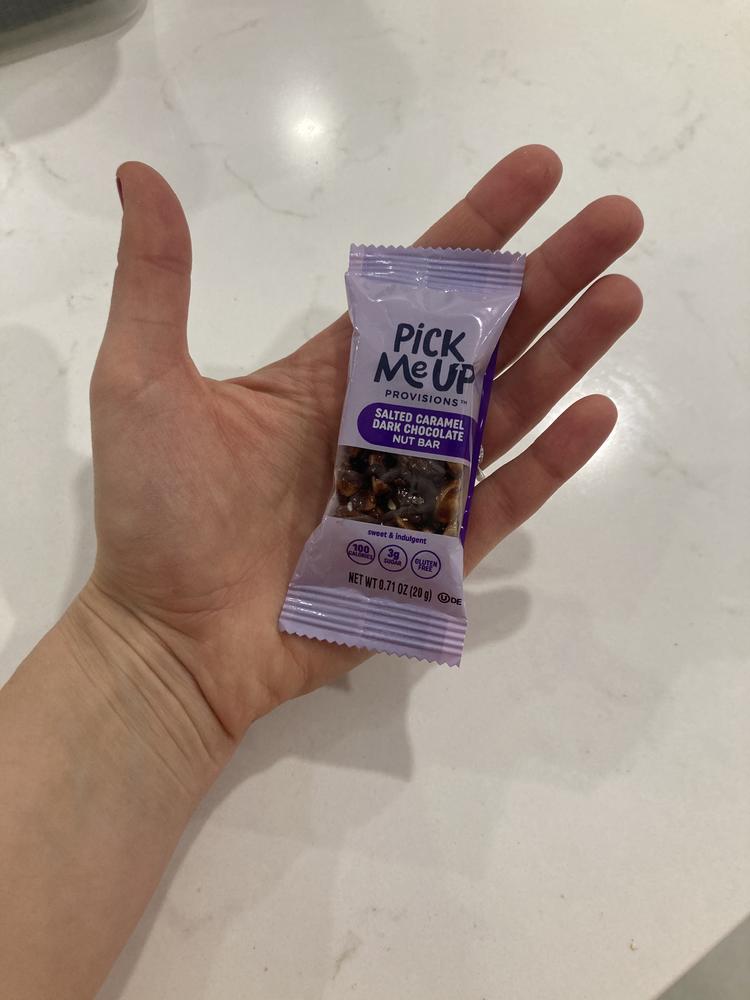 PiCK
Me UP
PROVISIONS™
SALTED CARAMEL
DARK CHOCOLATE
NUT BAR
sweet & indulgent
100 CALORIES
3g SUGAR
GLUTEN FREE
NET WT 0.71 OZ (20 g) U DE